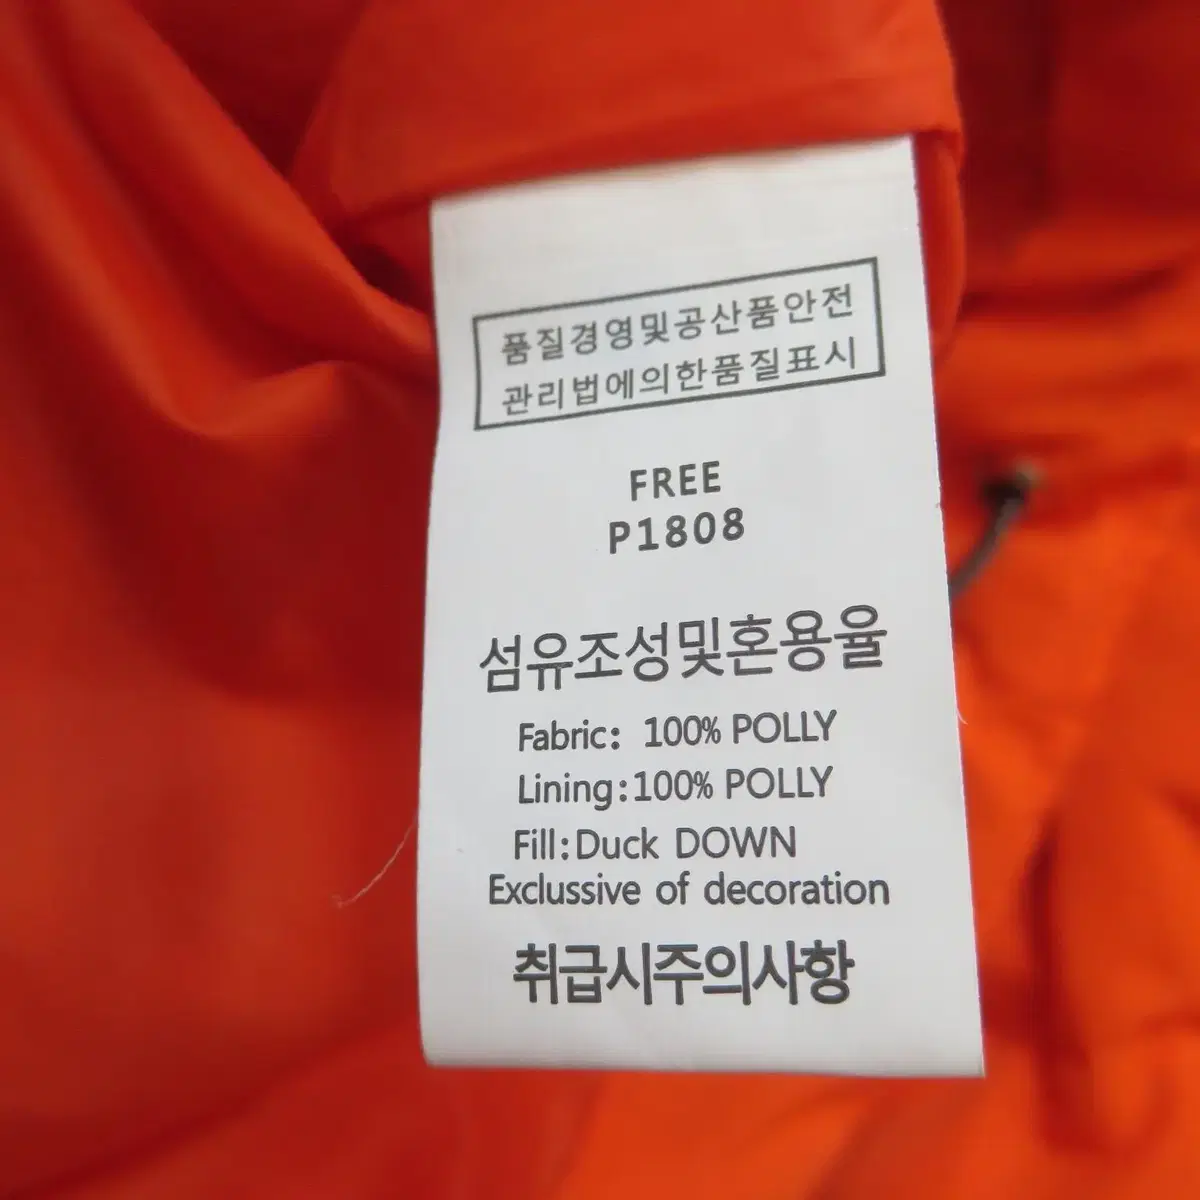 품질경영및공산품안전
관리법에의한품질표시
FREE
P1808
섬유조성및혼용율
Fabric: 100% POLLY
Lining:100% POLLY
Fill:Duck DOWN
Exclussive of decoration
취급시주의사항